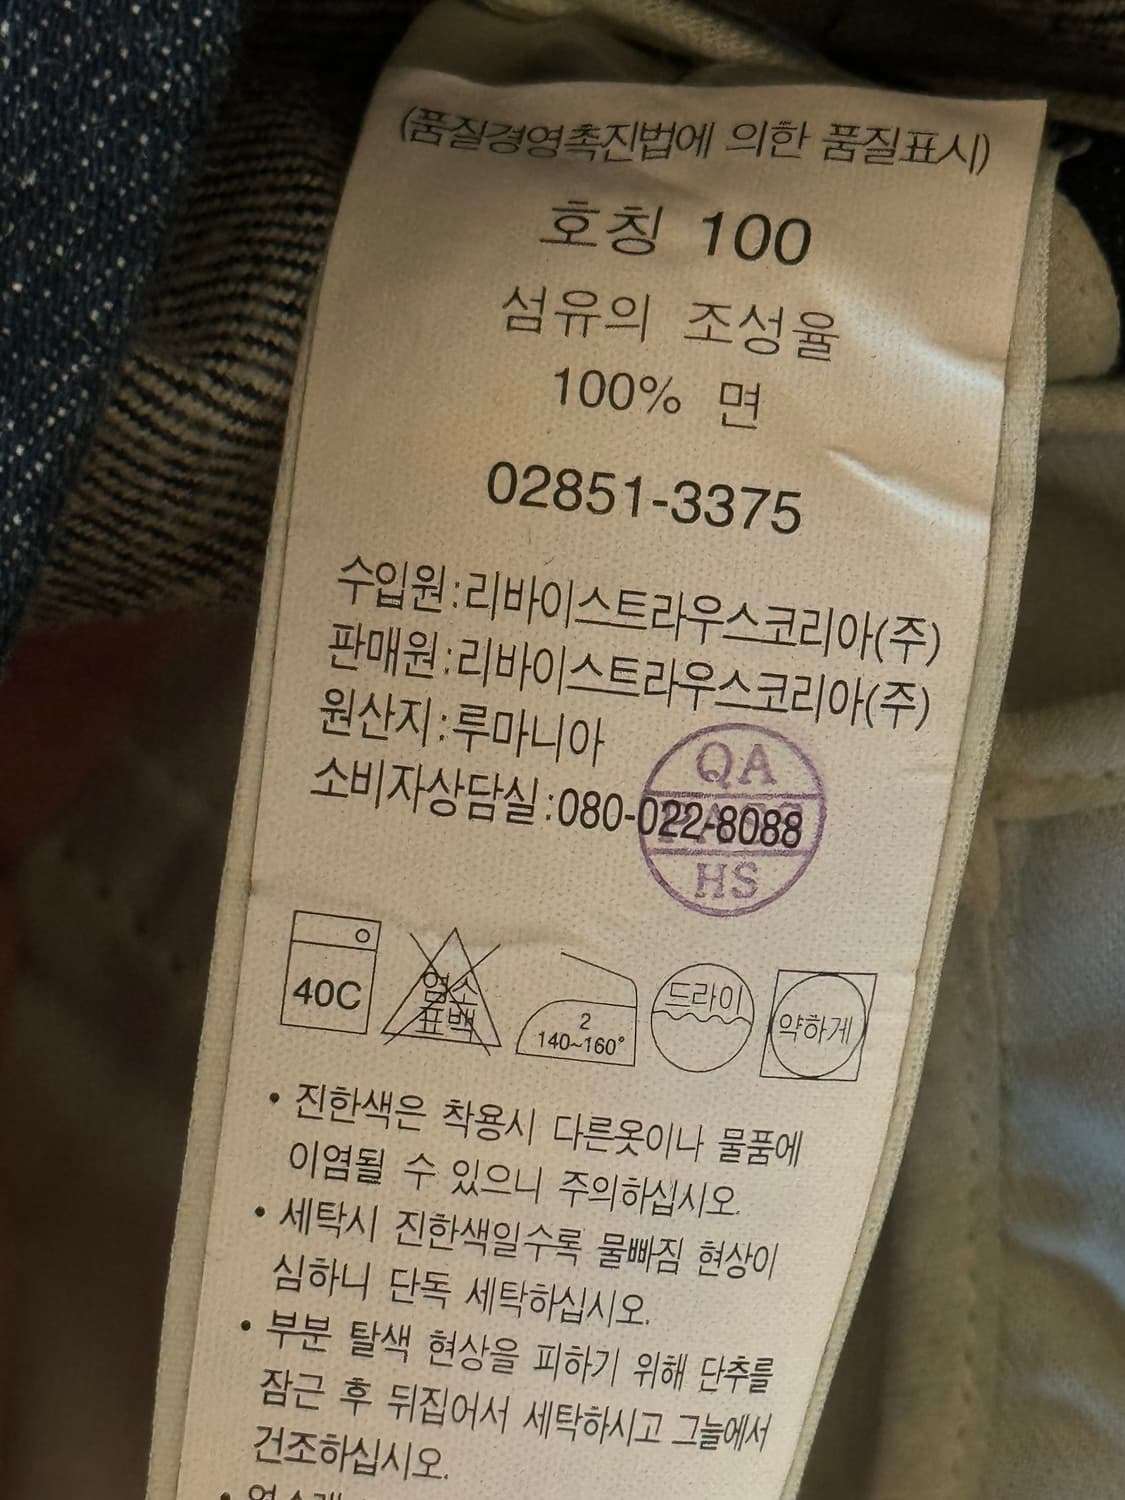 (품질경영촉진법에 의한 품질표시)
호칭 100
섬유의 조성율
100% 면
02851-3375
수입원:리바이스트라우스코리아(주)
판매원:리바이스트라우스코리아(주)
원산지:루마니아
소비자상담실:080-022-8088
QA
HS
40C
염소
표백
2
140~160°
드라이
약하게
• 진한색은 착용시 다른옷이나 물품에
이염될 수 있으니 주의하십시오.
• 세탁시 진한색일수록 물빠짐 현상이
심하니 단독 세탁하십시오.
• 부분 탈색 현상을 피하기 위해 단추를
잠근 후 뒤집어서 세탁하시고 그늘에서
건조하십시오.